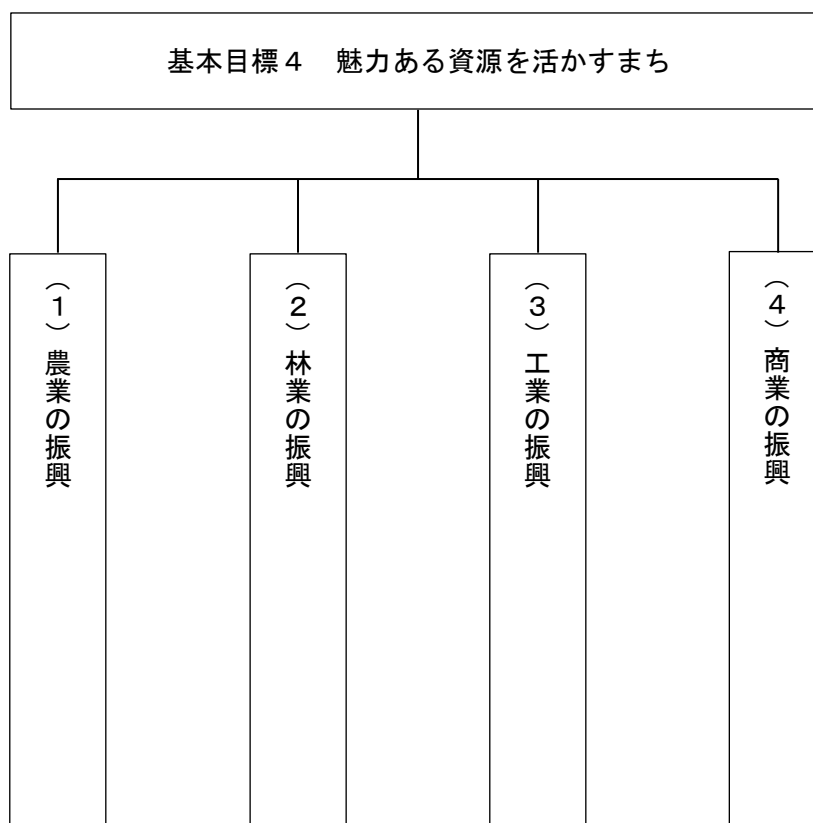 基本目標４　魅力ある資源を活かすまち
（１）農業の振興
（２）林業の振興
（３）工業の振興
（４）商業の振興